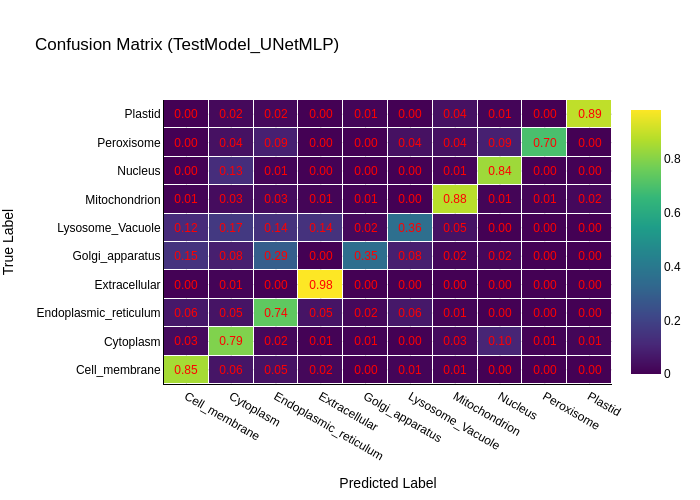 Confusion Matrix (TestModel_UNetMLP)
True Label
Plastid 0.00 0.02 0.02 0.00 0.01 0.00 0.04 0.01 0.00 0.89
Peroxisome 0.00 0.04 0.09 0.00 0.00 0.04 0.04 0.09 0.70 0.00
Nucleus 0.00 0.13 0.01 0.00 0.00 0.00 0.01 0.84 0.00 0.00
Mitochondrion 0.01 0.03 0.03 0.01 0.01 0.00 0.88 0.01 0.01 0.02
Lysosome_Vacuole 0.12 0.17 0.14 0.14 0.02 0.36 0.05 0.00 0.00 0.00
Golgi_apparatus 0.15 0.08 0.29 0.00 0.35 0.08 0.02 0.02 0.00 0.00
Extracellular 0.00 0.01 0.00 0.98 0.00 0.00 0.00 0.00 0.00 0.00
Endoplasmic_reticulum 0.06 0.05 0.74 0.05 0.02 0.06 0.01 0.00 0.00 0.00
Cytoplasm 0.03 0.79 0.02 0.01 0.01 0.00 0.03 0.10 0.01 0.01
Cell_membrane 0.85 0.06 0.05 0.02 0.00 0.01 0.01 0.00 0.00 0.00
Cell_membrane Cytoplasm Endoplasmic_reticulum Extracellular Golgi_apparatus Lysosome_Vacuole Mitochondrion Nucleus Peroxisome Plastid
Predicted Label
0.8
0.6
0.4
0.2
0